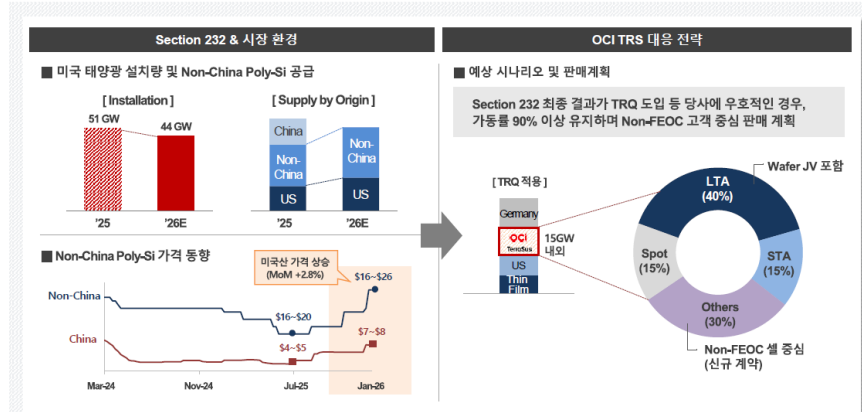 Section 232 & 시장 환경
■ 미국 태양광 설치량 및 Non-China Poly-Si 공급
[ Installation ]
51 GW
44 GW
'25
'26E
[ Supply by Origin ]
China
Non-
China
US
Non-
China
US
'25
'26E
■ Non-China Poly-Si 가격 동향
미국산 가격 상승
(MoM +2.8%)
Non-China
China
$16~$20
$4~$5
$16~$26
$7~$8
Mar-24
Nov-24
Jul-25
Jan-26
OCI TRS 대응 전략
■ 예상 시나리오 및 판매계획
Section 232 최종 결과가 TRQ 도입 등 당사에 우호적인 경우,
가동률 90% 이상 유지하며 Non-FEOC 고객 중심 판매 계획
[ TRQ 적용 ]
Germany
OCI
TerraSus
US
Thin
Film
15GW
내외
Wafer JV 포함
LTA
(40%)
STA
(15%)
Others
(30%)
Spot
(15%)
Non-FEOC 셀 중심
(신규 계약)